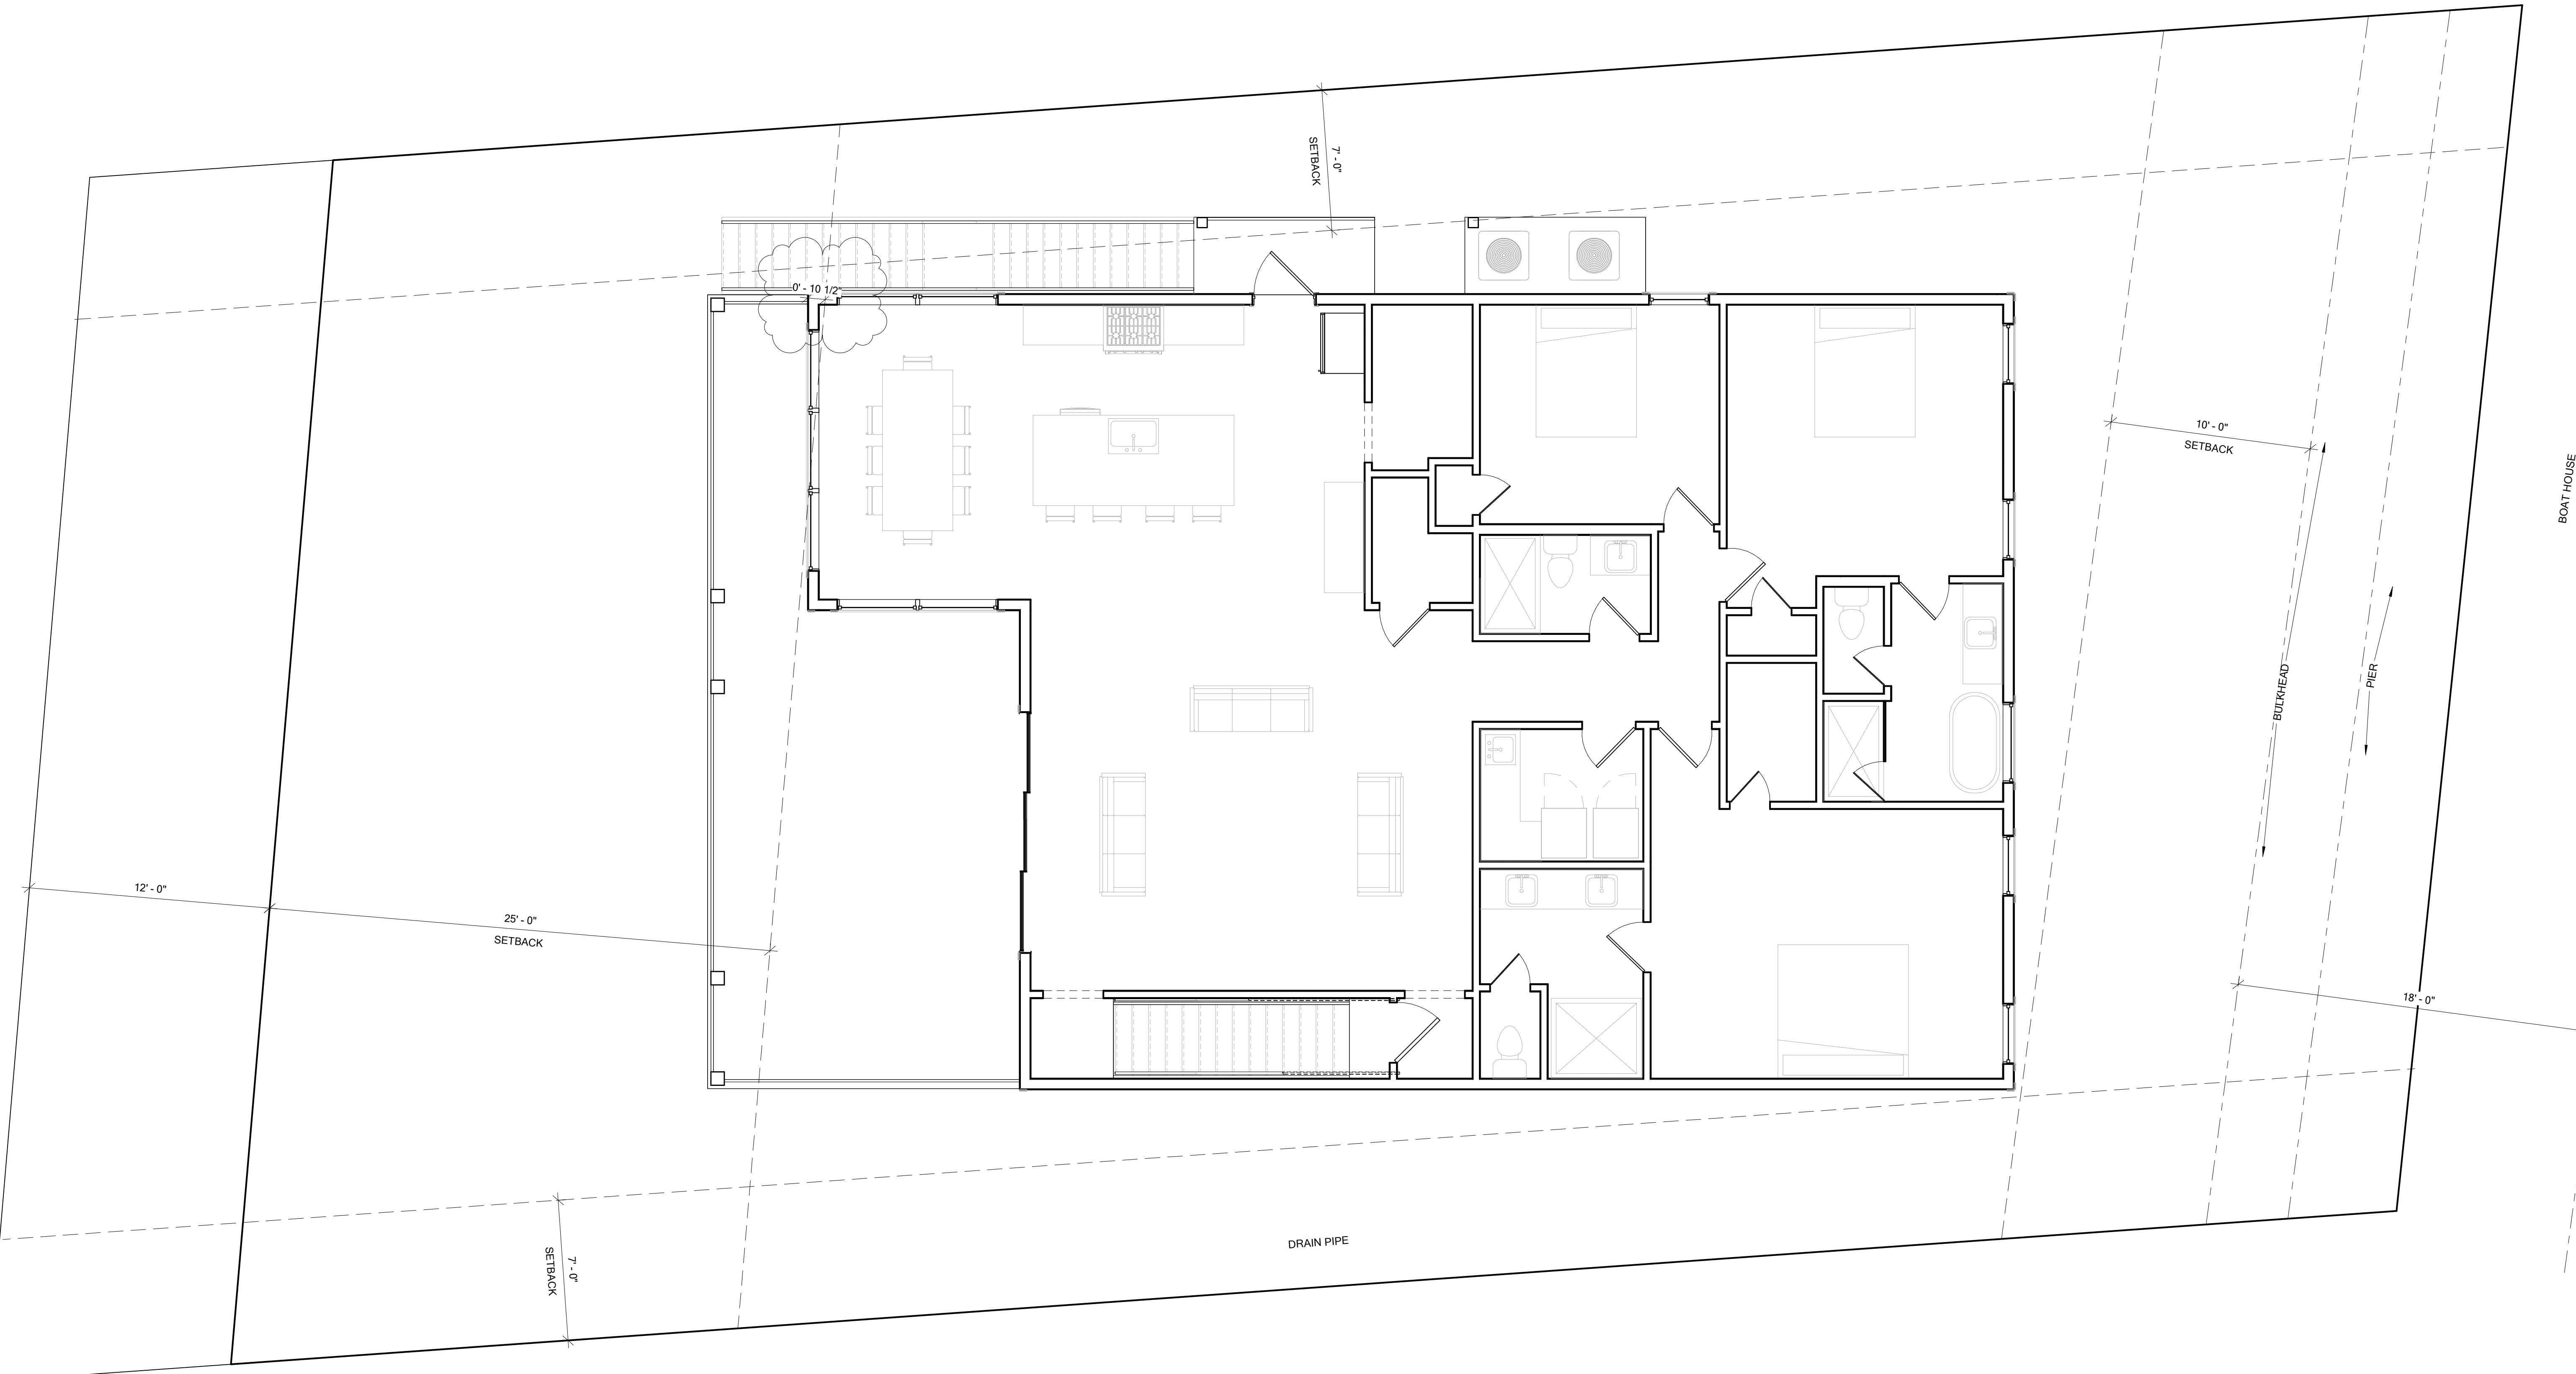 7' - 0"
SETBACK
0' - 10 1/2"
10' - 0"
SETBACK
BOAT HOUSE
BULKHEAD
PIER
12' - 0"
25' - 0"
SETBACK
18' - 0"
DRAIN PIPE
7' - 0"
SETBACK